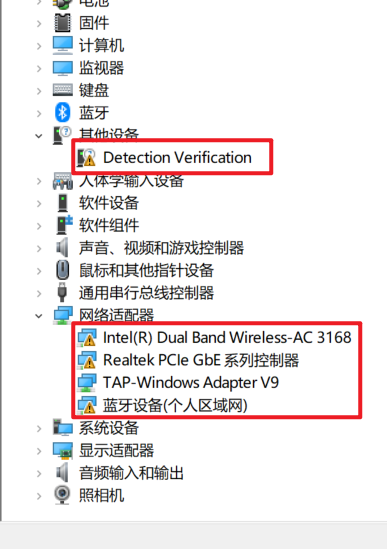 电池
固件
计算机
监视器
键盘
蓝牙
其他设备
Detection Verification
人体学输入设备
软件设备
软件组件
声音、视频和游戏控制器
鼠标和其他指针设备
通用串行总线控制器
网络适配器
Intel(R) Dual Band Wireless-AC 3168
Realtek PCIe GbE 系列控制器
TAP-Windows Adapter V9
蓝牙设备(个人区域网)
系统设备
显示适配器
音频输入和输出
照相机